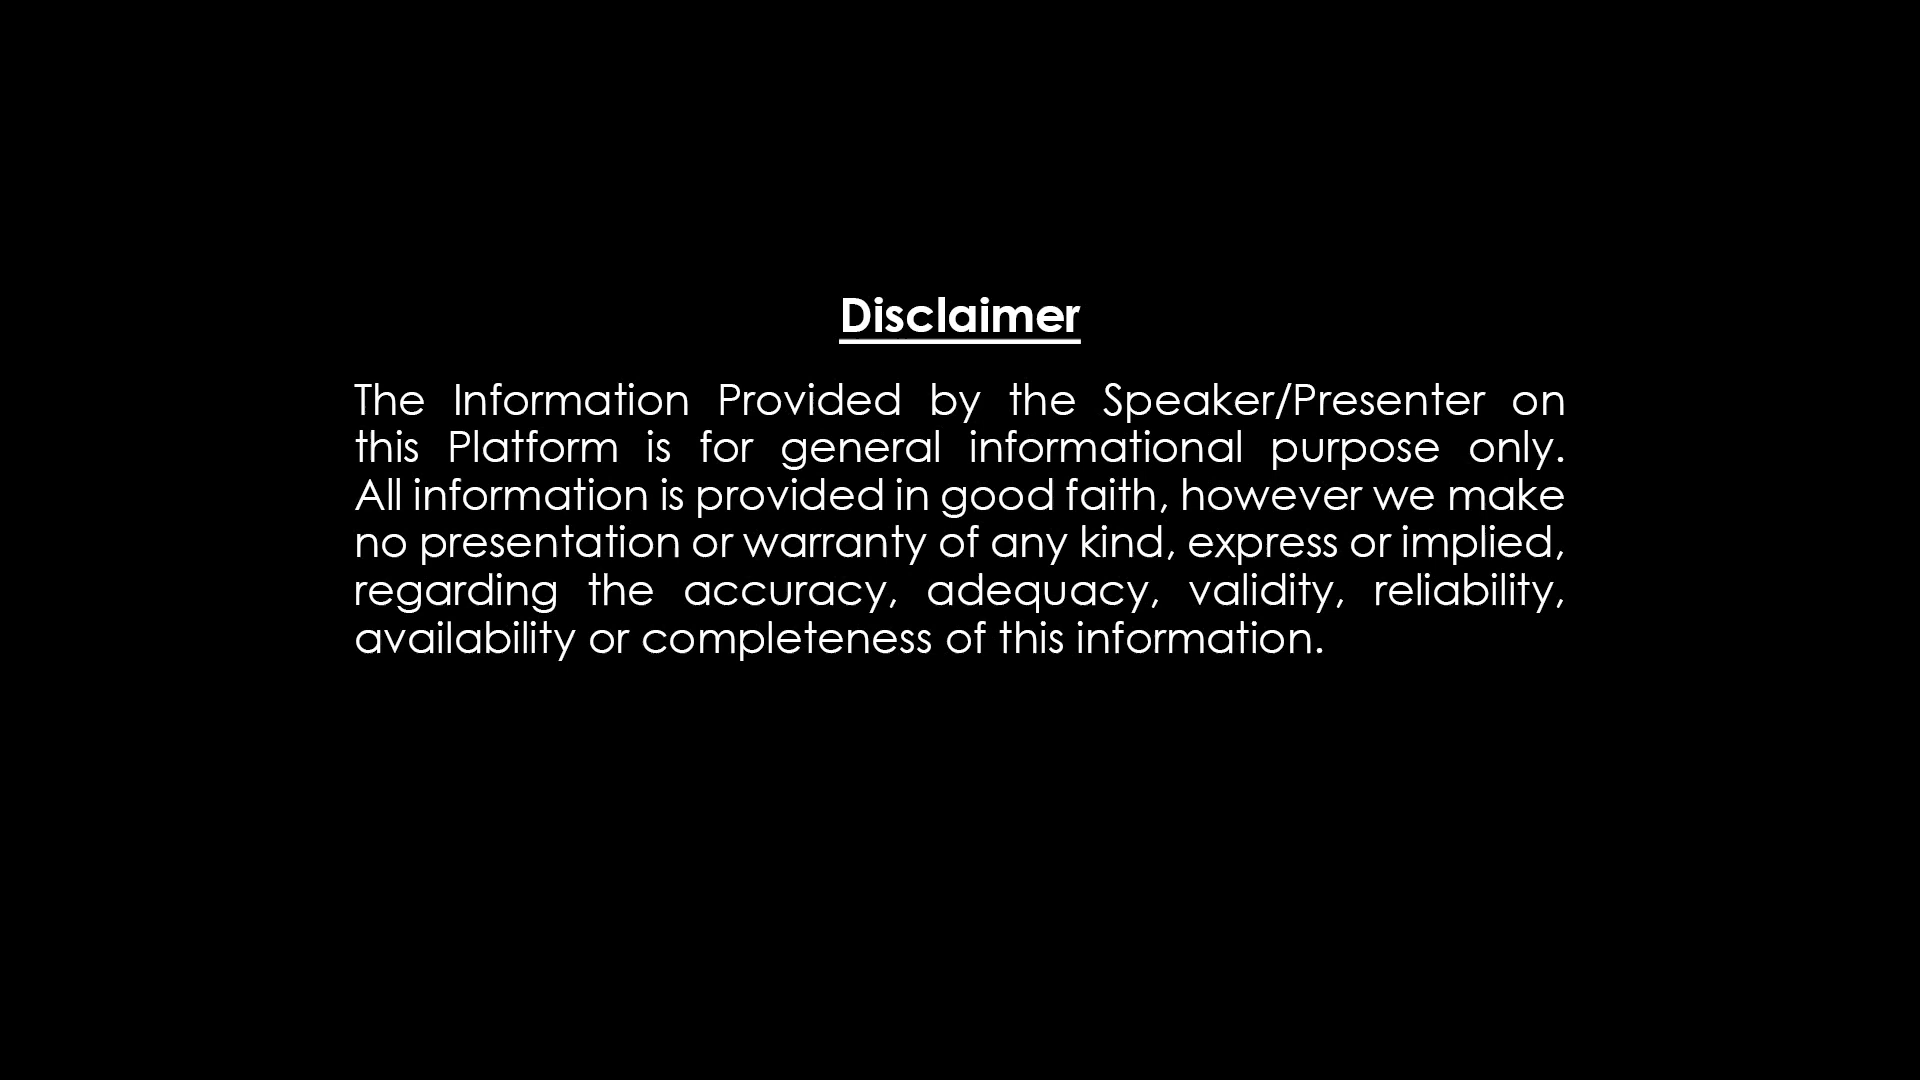 Disclaimer
The Information Provided by the Speaker/Presenter on
this Platform is for general informational purpose only.
All information is provided in good faith, however we make
no presentation or warranty of any kind, express or implied,
regarding the accuracy, adequacy, validity, reliability,
availability or completeness of this information.